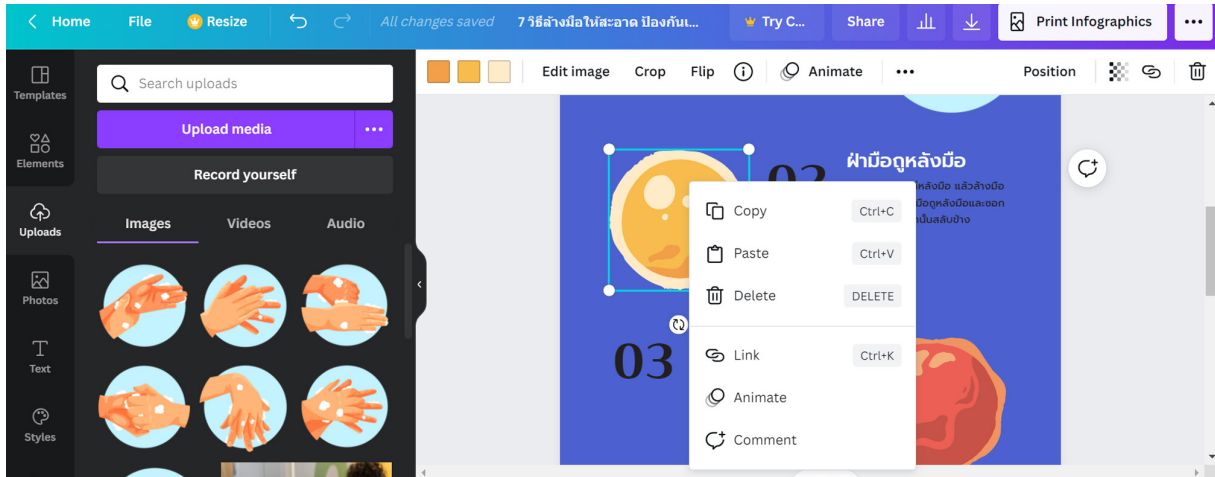 Home
File
Resize
All changes saved
7 วิธีล้างมือให้สะอาด ป้องกันเ...
Try C...
Share
Print Infographics
Templates
Elements
Uploads
Photos
Text
Styles
Search uploads
Upload media
Record yourself
Images
Videos
Audio
Edit image
Crop
Flip
Animate
Position
02
ฝ่ามือถูหลังมือ
หลังมือ แล้วล้างมือ
มือถูหลังมือและซอก
นั้นสลับข้าง
Copy
Ctrl+C
Paste
Ctrl+V
Delete
DELETE
Link
Ctrl+K
Animate
Comment
03